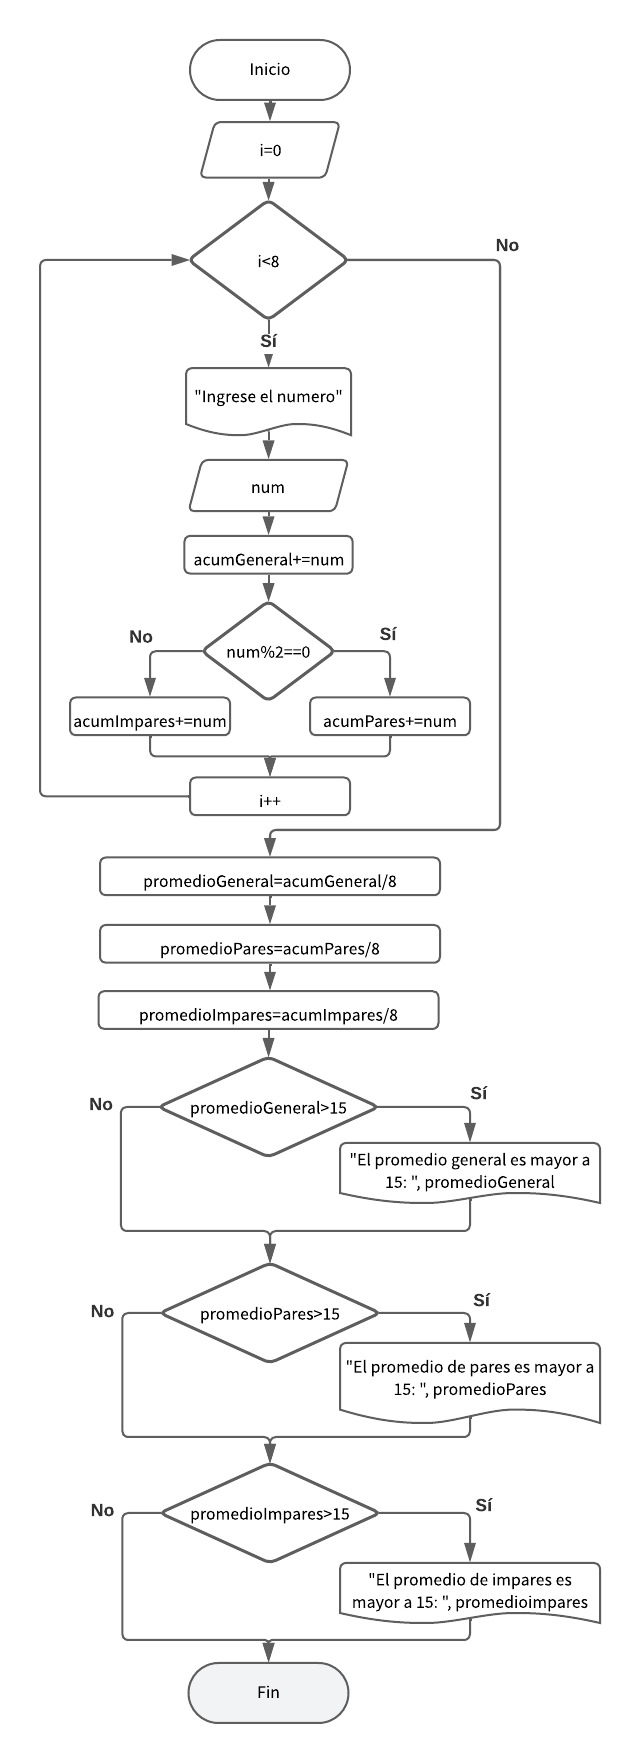 Inicio
i=0
i<8
No
Sí
"Ingrese el numero"
num
acumGeneral+=num
num%2==0
No
Sí
acumImpares+=num
acumPares+=num
i++
promedioGeneral=acumGeneral/8
promedioPares=acumPares/8
promedioImpares=acumImpares/8
promedioGeneral>15
No
Sí
"El promedio general es mayor a
15: ", promedioGeneral
promedioPares>15
No
Sí
"El promedio de pares es mayor a
15: ", promedioPares
promedioImpares>15
No
Sí
"El promedio de impares es
mayor a 15: ", promedioimpares
Fin